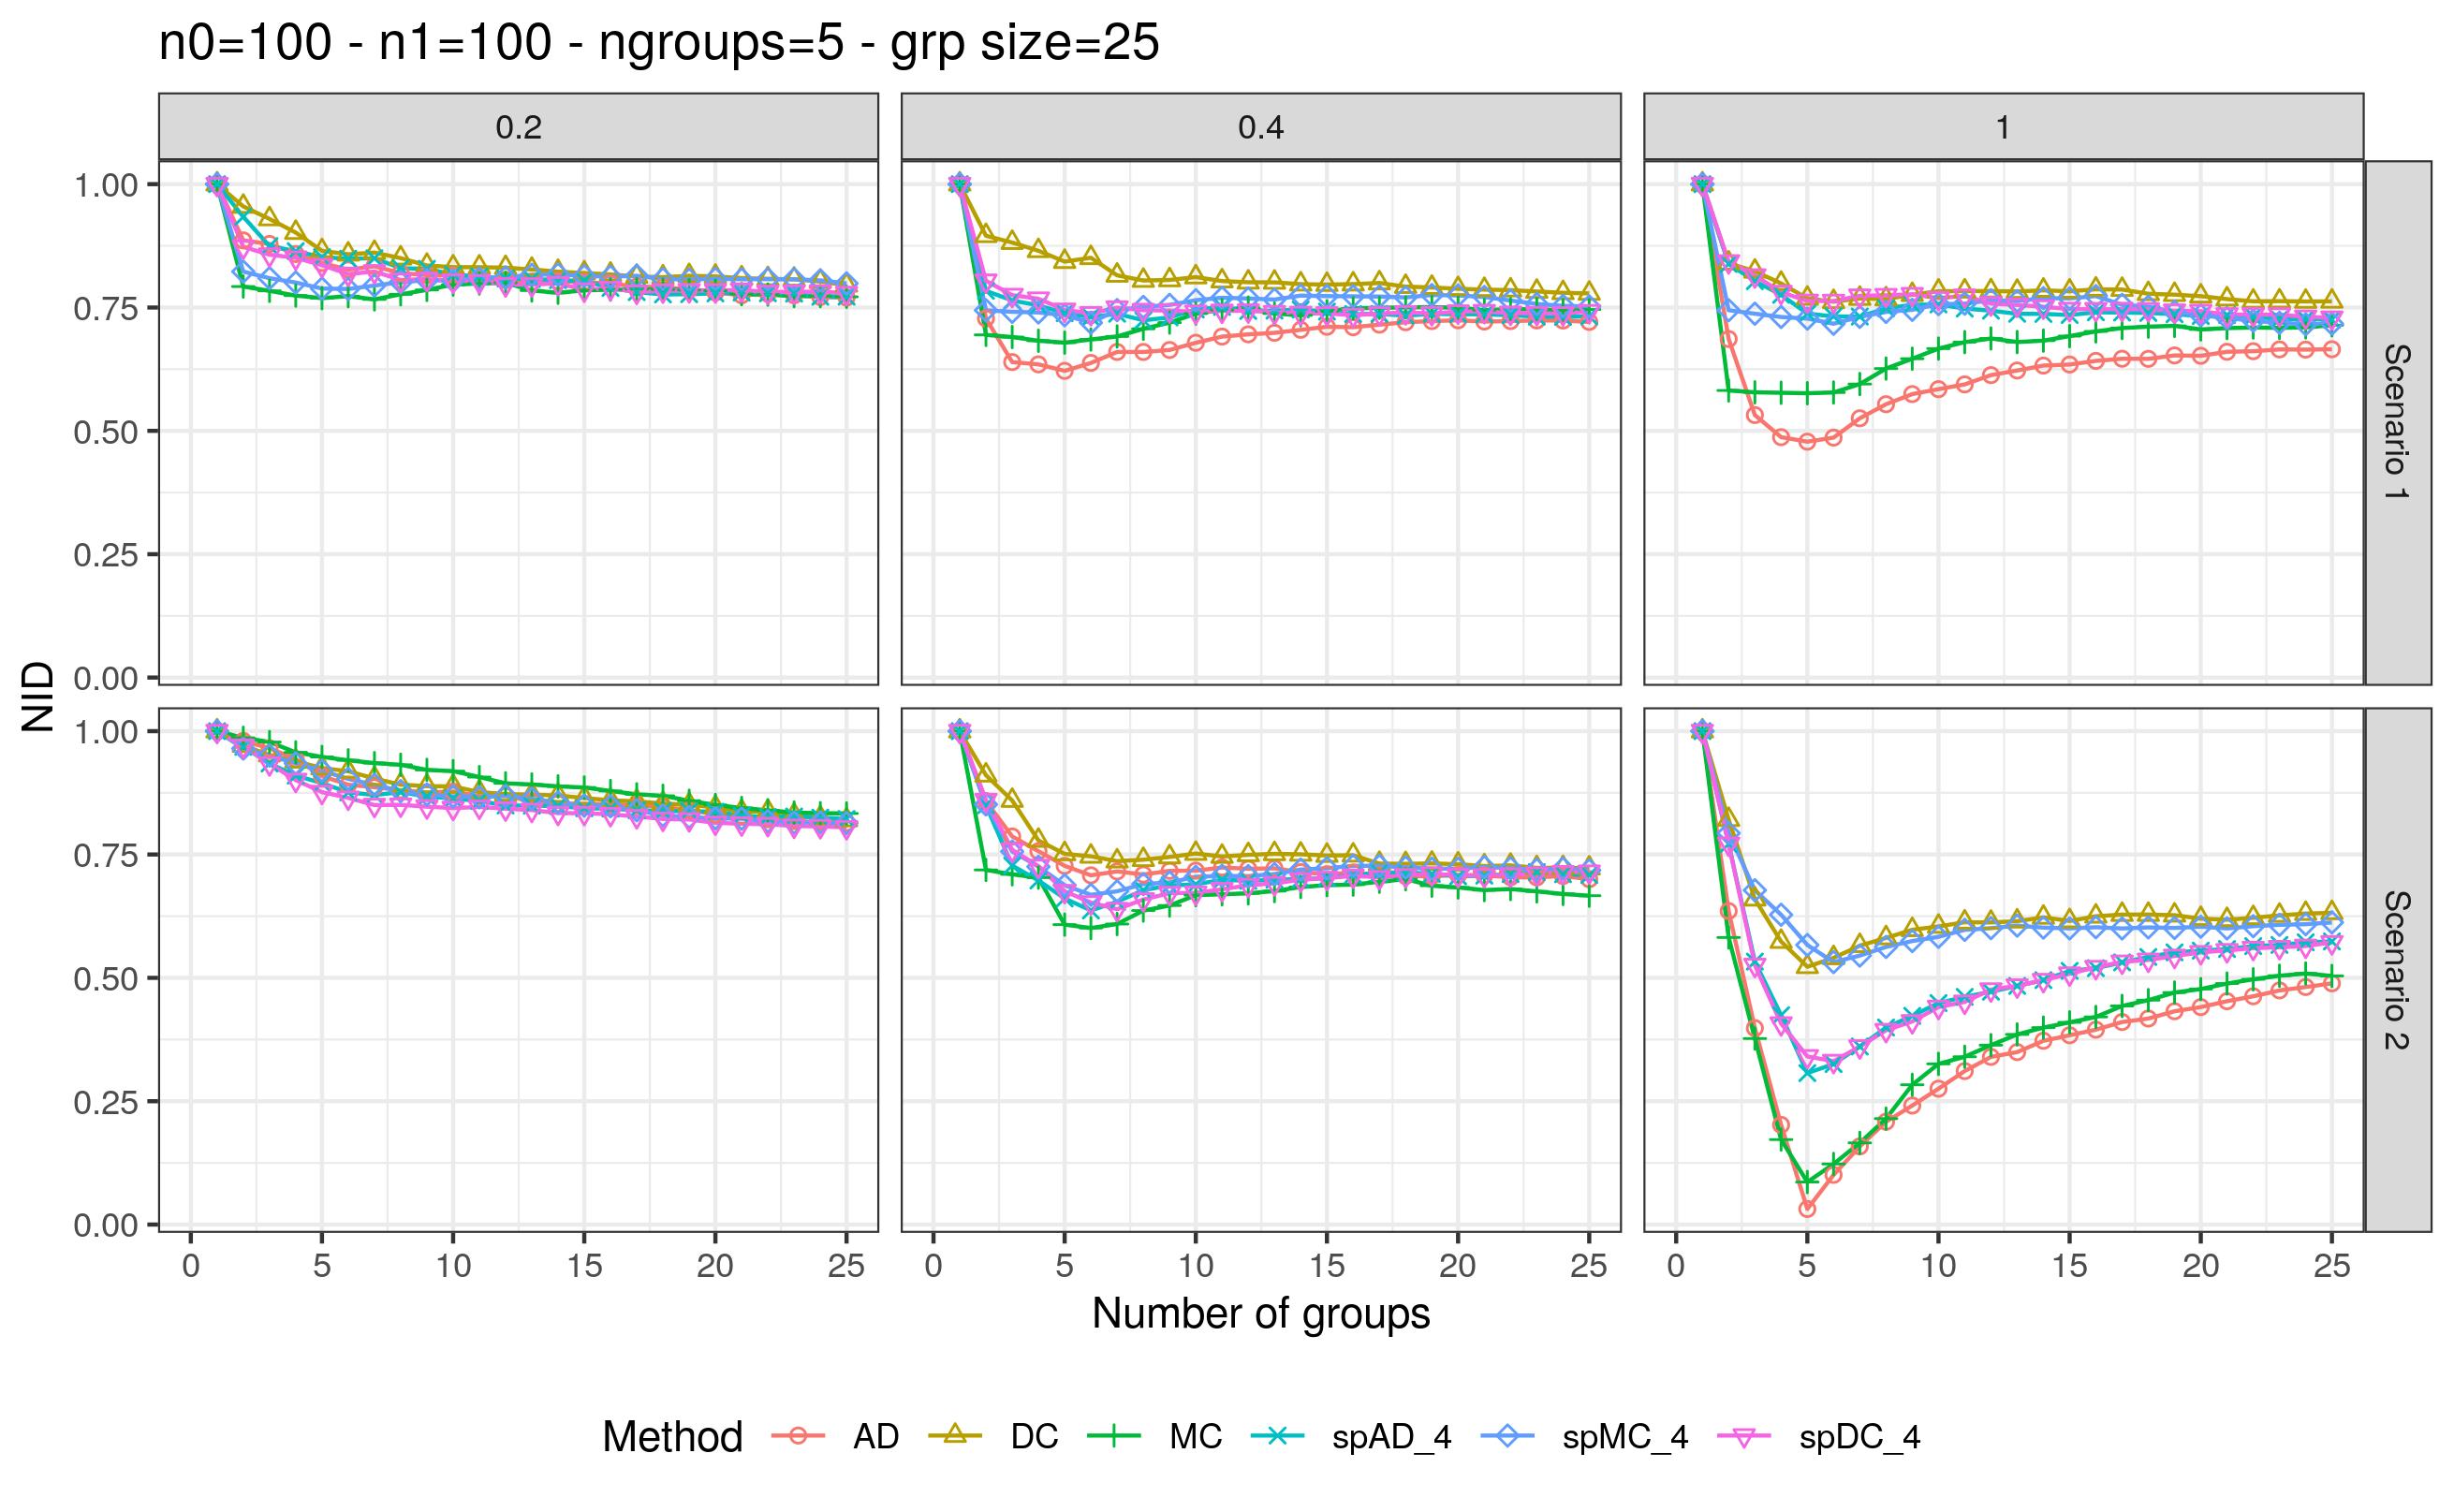 n0=100 - n1=100 - ngroups=5 - grp size=25
0.2 0.4 1
1.00
0.75
0.50
0.25
0.00
Scenario 1
NID
1.00
0.75
0.50
0.25
0.00
Scenario 2
0 5 10 15 20 25 0 5 10 15 20 25 0 5 10 15 20 25
Number of groups
Method AD DC MC spAD_4 spMC_4 spDC_4